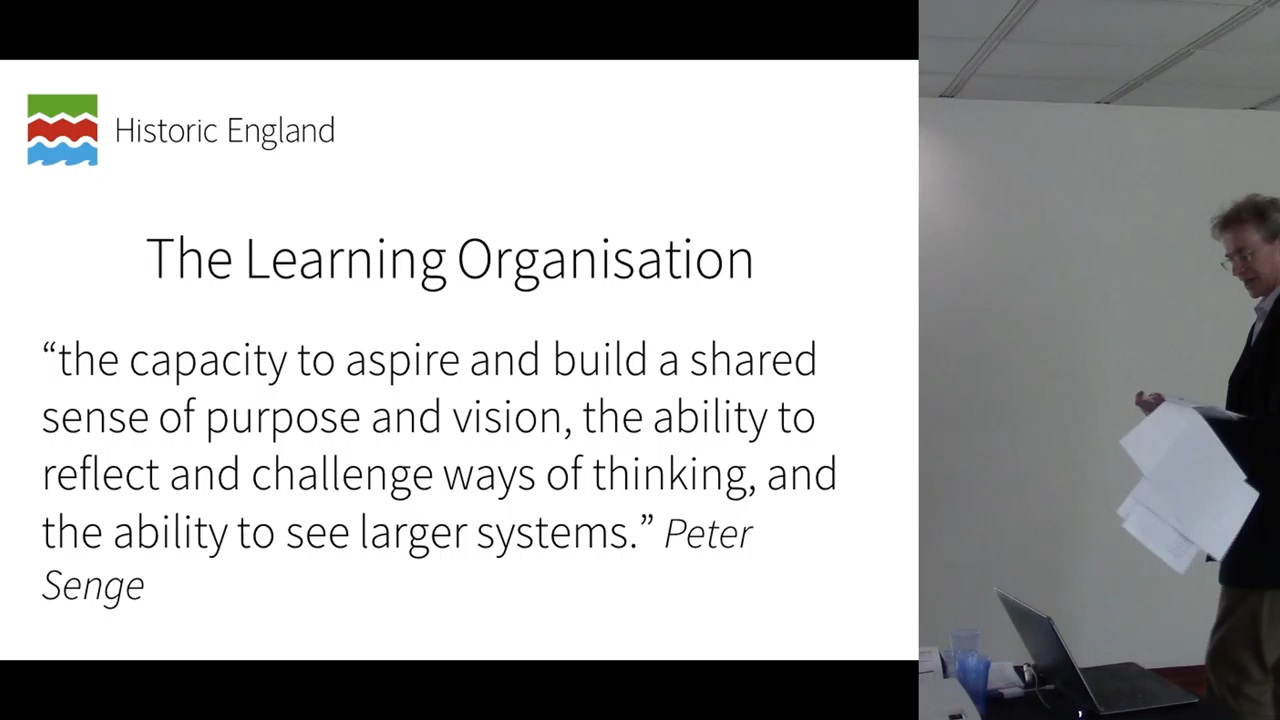 Historic England
The Learning Organisation
“the capacity to aspire and build a shared
sense of purpose and vision, the ability to
reflect and challenge ways of thinking, and
the ability to see larger systems.” Peter
Senge